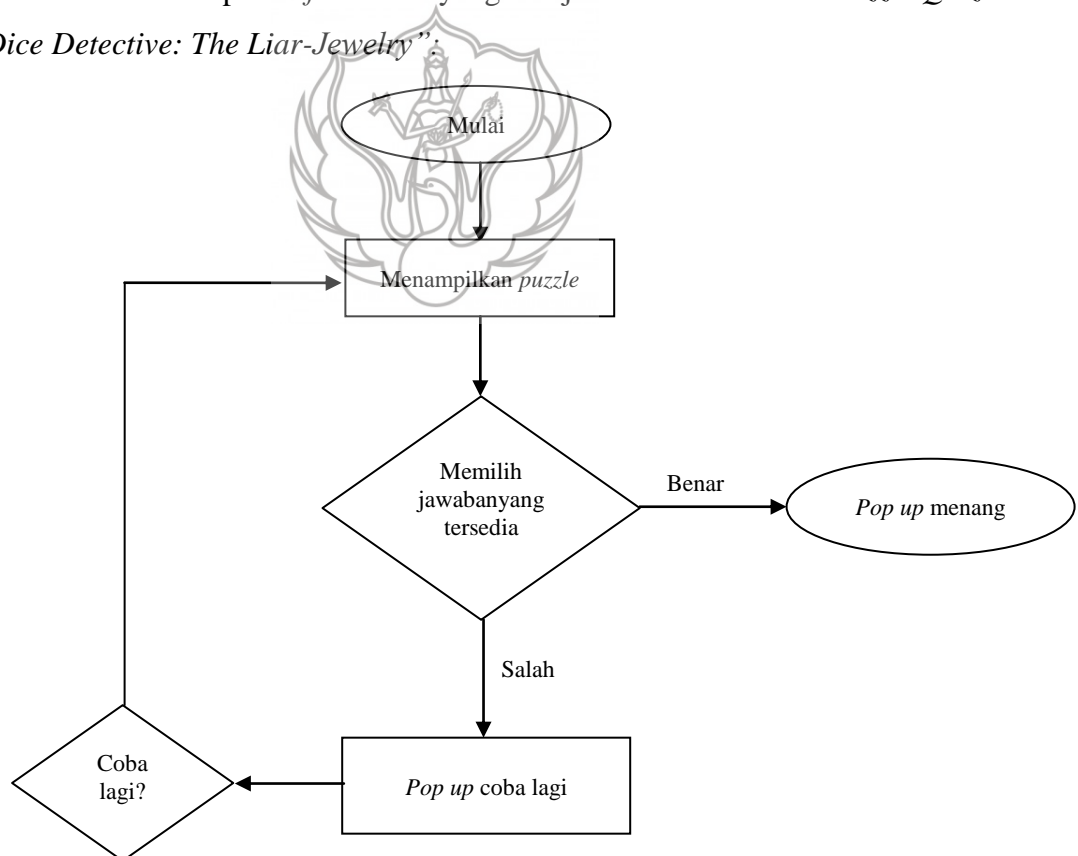 Dice Detective: The Liar-Jewelry”:
Mulai
Menampilkan puzzle
Memilih
jawabanyang
tersedia
Benar
Pop up menang
Salah
Pop up coba lagi
Coba
lagi?